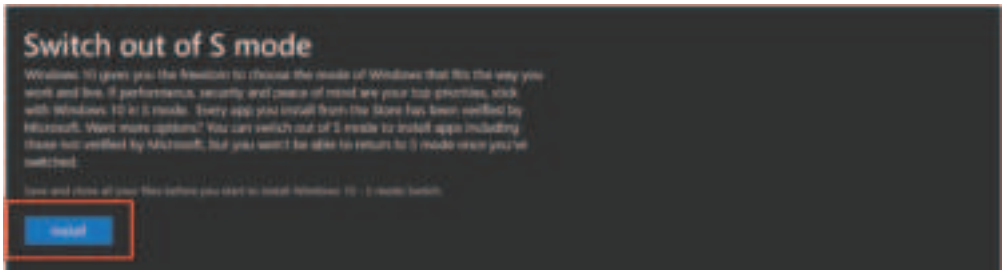 Switch out of S mode
Windows 10 gives you the freedom to choose the mode of Windows that fits the way you
work and live. If performance, security and peace of mind are your top priorities, stick
with Windows 10 in S mode. Every app you install from the Store has been verified by
Microsoft. Want more options? You can switch out of S mode to install apps including
those not verified by Microsoft, but you won't be able to return to S mode once you've
switched.
Save and close all your files before you start to install Windows 10 - S mode Switch.
Install